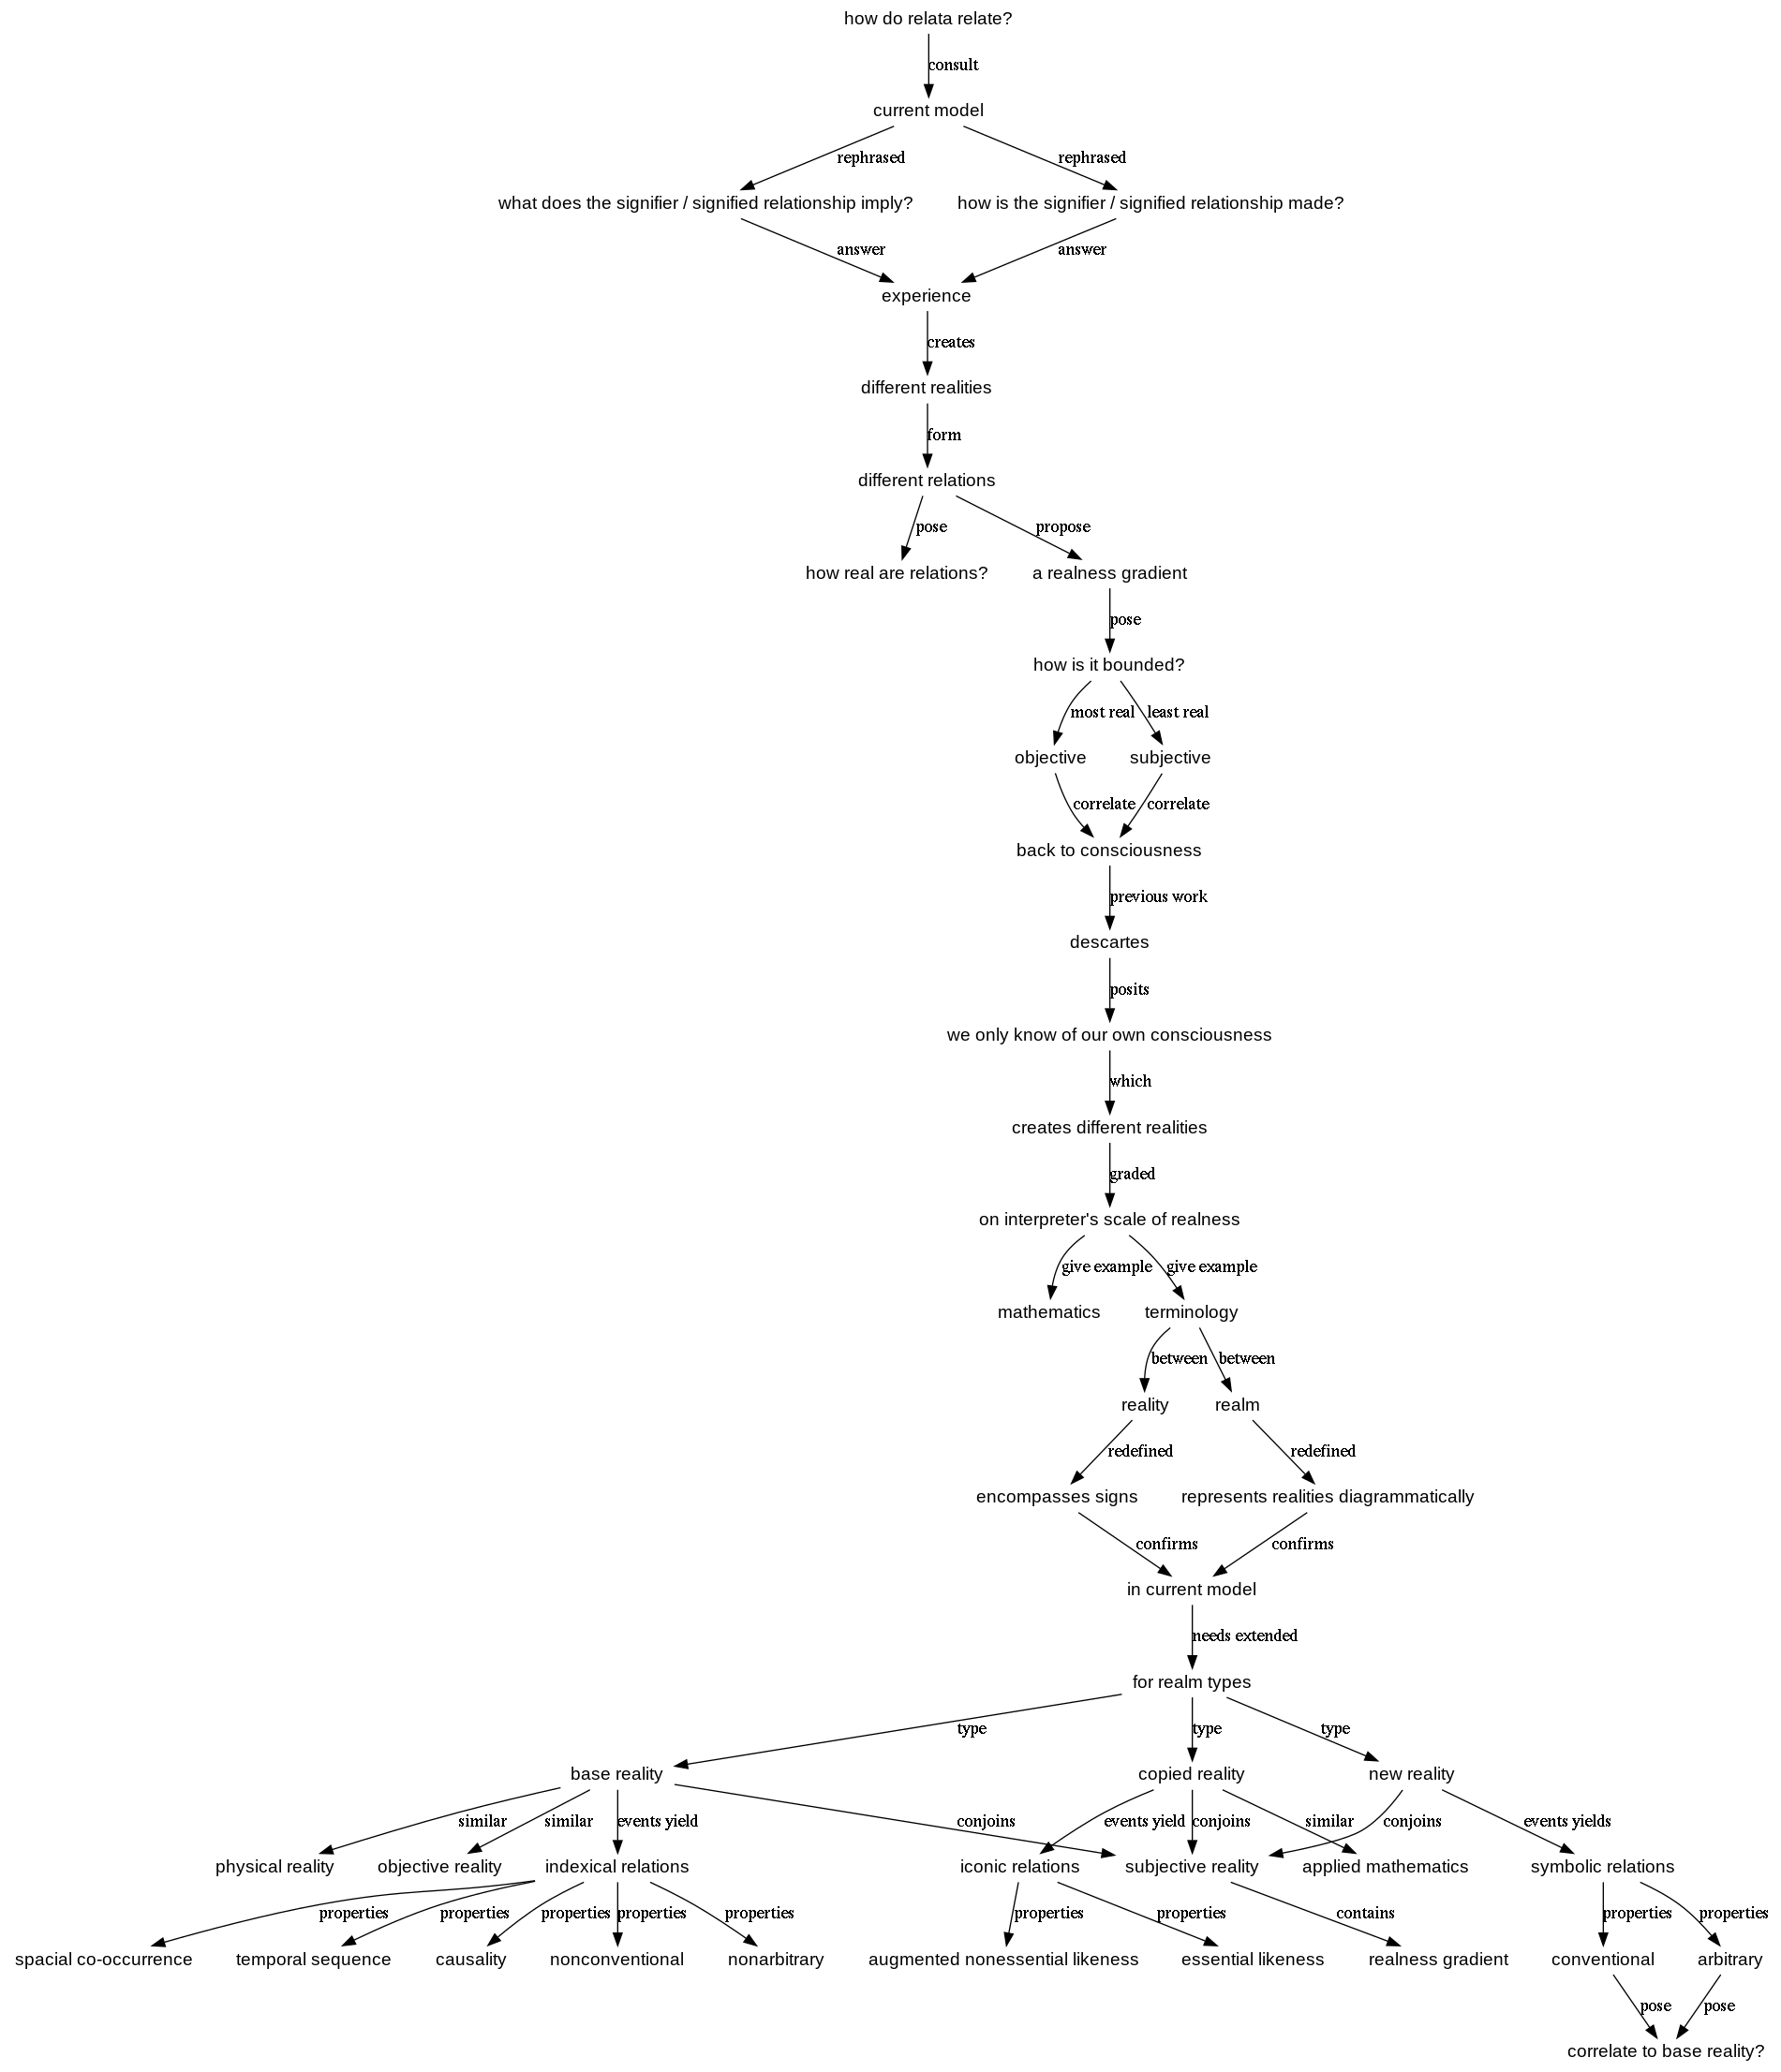 how do relata relate?
consult
current model
rephrased
rephrased
what does the signifier / signified relationship imply?
how is the signifier / signified relationship made?
answer
answer
experience
creates
different realities
form
different relations
pose
propose
how real are relations?
a realness gradient
pose
how is it bounded?
most real
least real
objective
subjective
correlate
correlate
back to consciousness
previous work
descartes
posits
we only know of our own consciousness
which
creates different realities
graded
on interpreter's scale of realness
give example
give example
mathematics
terminology
between
between
reality
realm
redefined
redefined
encompasses signs
represents realities diagrammatically
confirms
confirms
in current model
needs extended
for realm types
type
type
type
base reality
copied reality
new reality
similar
similar
events yield
conjoins
events yield
conjoins
similar
conjoins
events yields
physical reality
objective reality
indexical relations
iconic relations
subjective reality
applied mathematics
symbolic relations
properties
properties
properties
properties
properties
properties
properties
contains
properties
properties
spacial co-occurrence
temporal sequence
causality
nonconventional
nonarbitrary
augmented nonessential likeness
essential likeness
realness gradient
conventional
arbitrary
pose
pose
correlate to base reality?